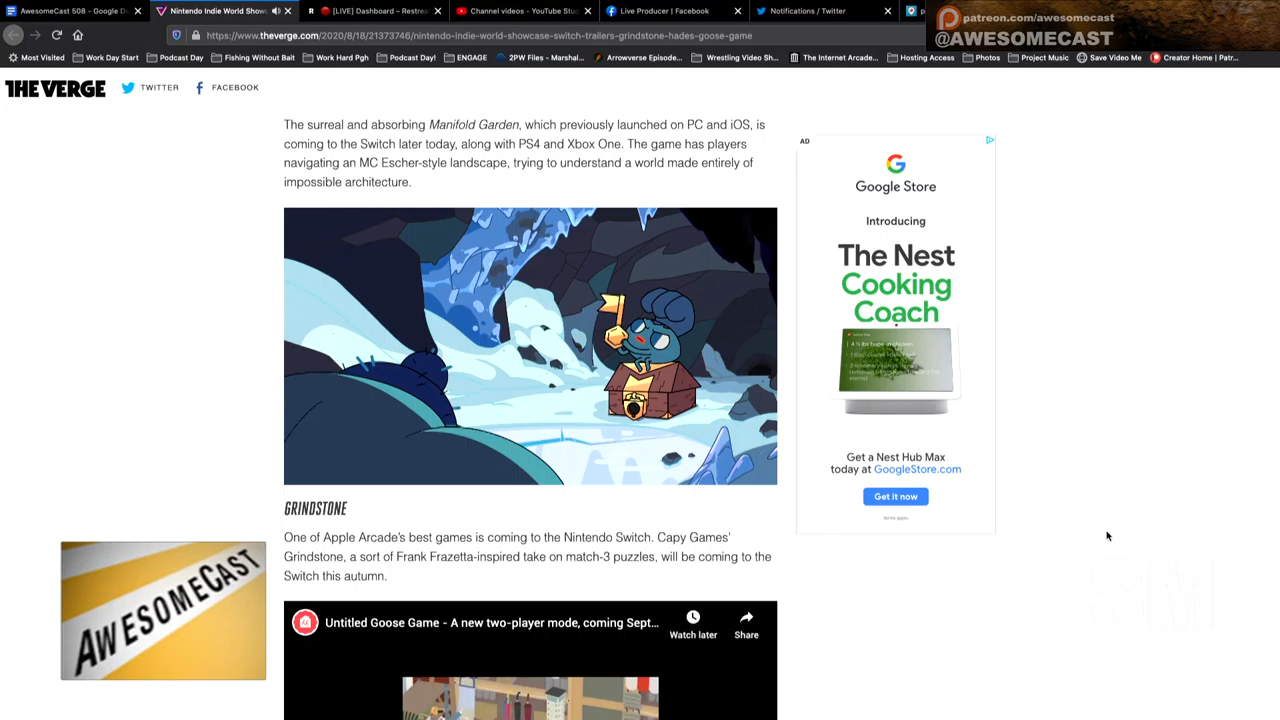 AwesomeCast 508 - Google Do
Nintendo Indie World Showc
[LIVE] Dashboard – Restrea
Channel videos - YouTube Stu
Live Producer | Facebook
Notifications / Twitter
patreon.com/awesomecast
@AWESOMECAST
https://www.theverge.com/2020/8/18/21373746/nintendo-indie-world-showcase-switch-trailers-grindstone-hades-goose-game
Most Visited
Work Day Start
Podcast Day
Fishing Without Bait
Work Hard Pgh
Podcast Day!
ENGAGE
2PW Files - Marshal...
Arrowverse Episode...
Wrestling Video Sh...
The Internet Arcade...
Hosting Access
Photos
Project Music
Save Video Me
Creator Home | Patr...
THE VERGE
TWITTER
FACEBOOK
The surreal and absorbing Manifold Garden, which previously launched on PC and iOS, is
coming to the Switch later today, along with PS4 and Xbox One. The game has players
navigating an MC Escher-style landscape, trying to understand a world made entirely of
impossible architecture.
AD
Google Store
Introducing
The Nest
Cooking
Coach
Get a Nest Hub Max
today at GoogleStore.com
Get it now
Terms apply.
GRINDSTONE
One of Apple Arcade's best games is coming to the Nintendo Switch. Capy Games'
Grindstone, a sort of Frank Frazetta-inspired take on match-3 puzzles, will be coming to the
Switch this autumn.
Untitled Goose Game - A new two-player mode, coming Sept...
Watch later
Share
AWESOMECAST